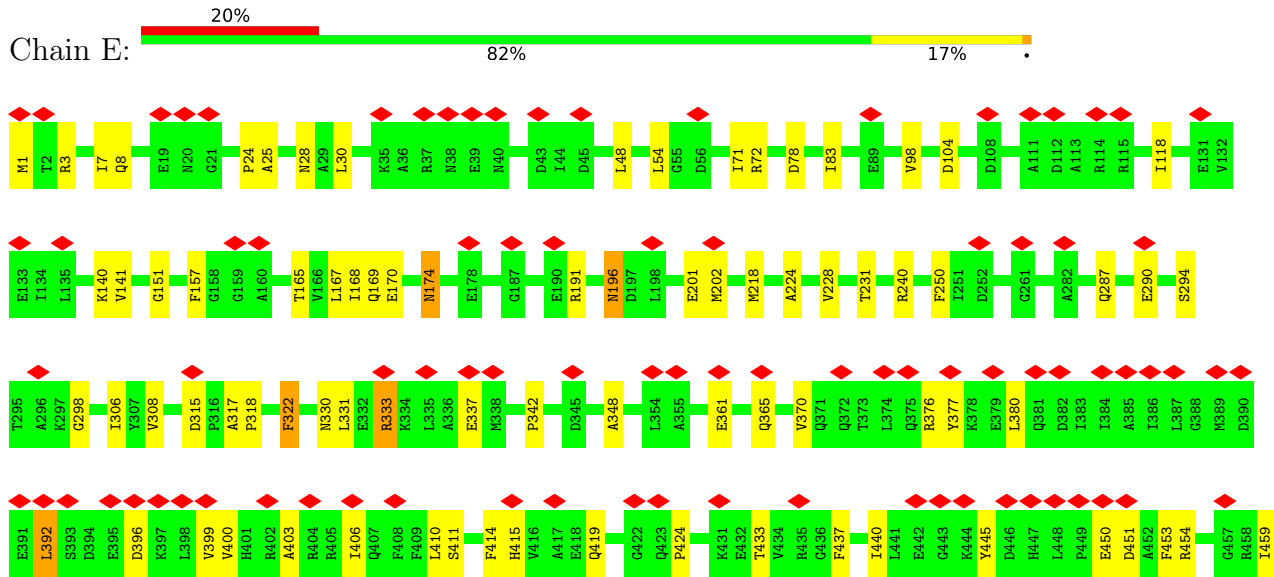 20%
Chain E:
82% 17% •
M1 T2 R3 I7 Q8 E19 N20 G21 P24 A25 N28 A29 L30 K35 A36 R37 N38 E39 N40 D43 I44 D45 L48 L54 G55 D56 I71 R72 D78 I83 E89 V98 D104 D108 A111 D112 A113 R114 R115 I118 E131 V132
E133 I134 L135 K140 V141 G151 F157 G158 G159 A160 T165 V166 L167 I168 Q169 E170 N174 E178 G187 E190 R191 N196 D197 L198 E201 M202 M218 A224 V228 T231 R240 F250 I251 D252 G261 A282 Q287 E290 S294
T295 A296 K297 G298 I306 Y307 V308 D315 P316 A317 P318 F322 N330 L331 E332 R333 K334 L335 A336 E337 M338 P342 D345 A348 L354 A355 E361 Q365 V370 Q371 Q372 T373 L374 Q375 R376 Y377 K378 E379 L380 Q381 D382 I383 I384 A385 I386 L387 G388 M389 D390
E391 L392 S393 D394 E395 D396 K397 L398 V399 V400 H401 R402 A403 R404 R405 I406 Q407 F408 F409 L410 S411 F414 H415 V416 A417 E418 Q419 G422 Q423 P424 K431 E432 T433 V434 R435 G436 F437 I440 L441 E442 G443 K444 Y445 D446 H447 L448 P449 E450 D451 A452 F453 R454 G457 R458 I459